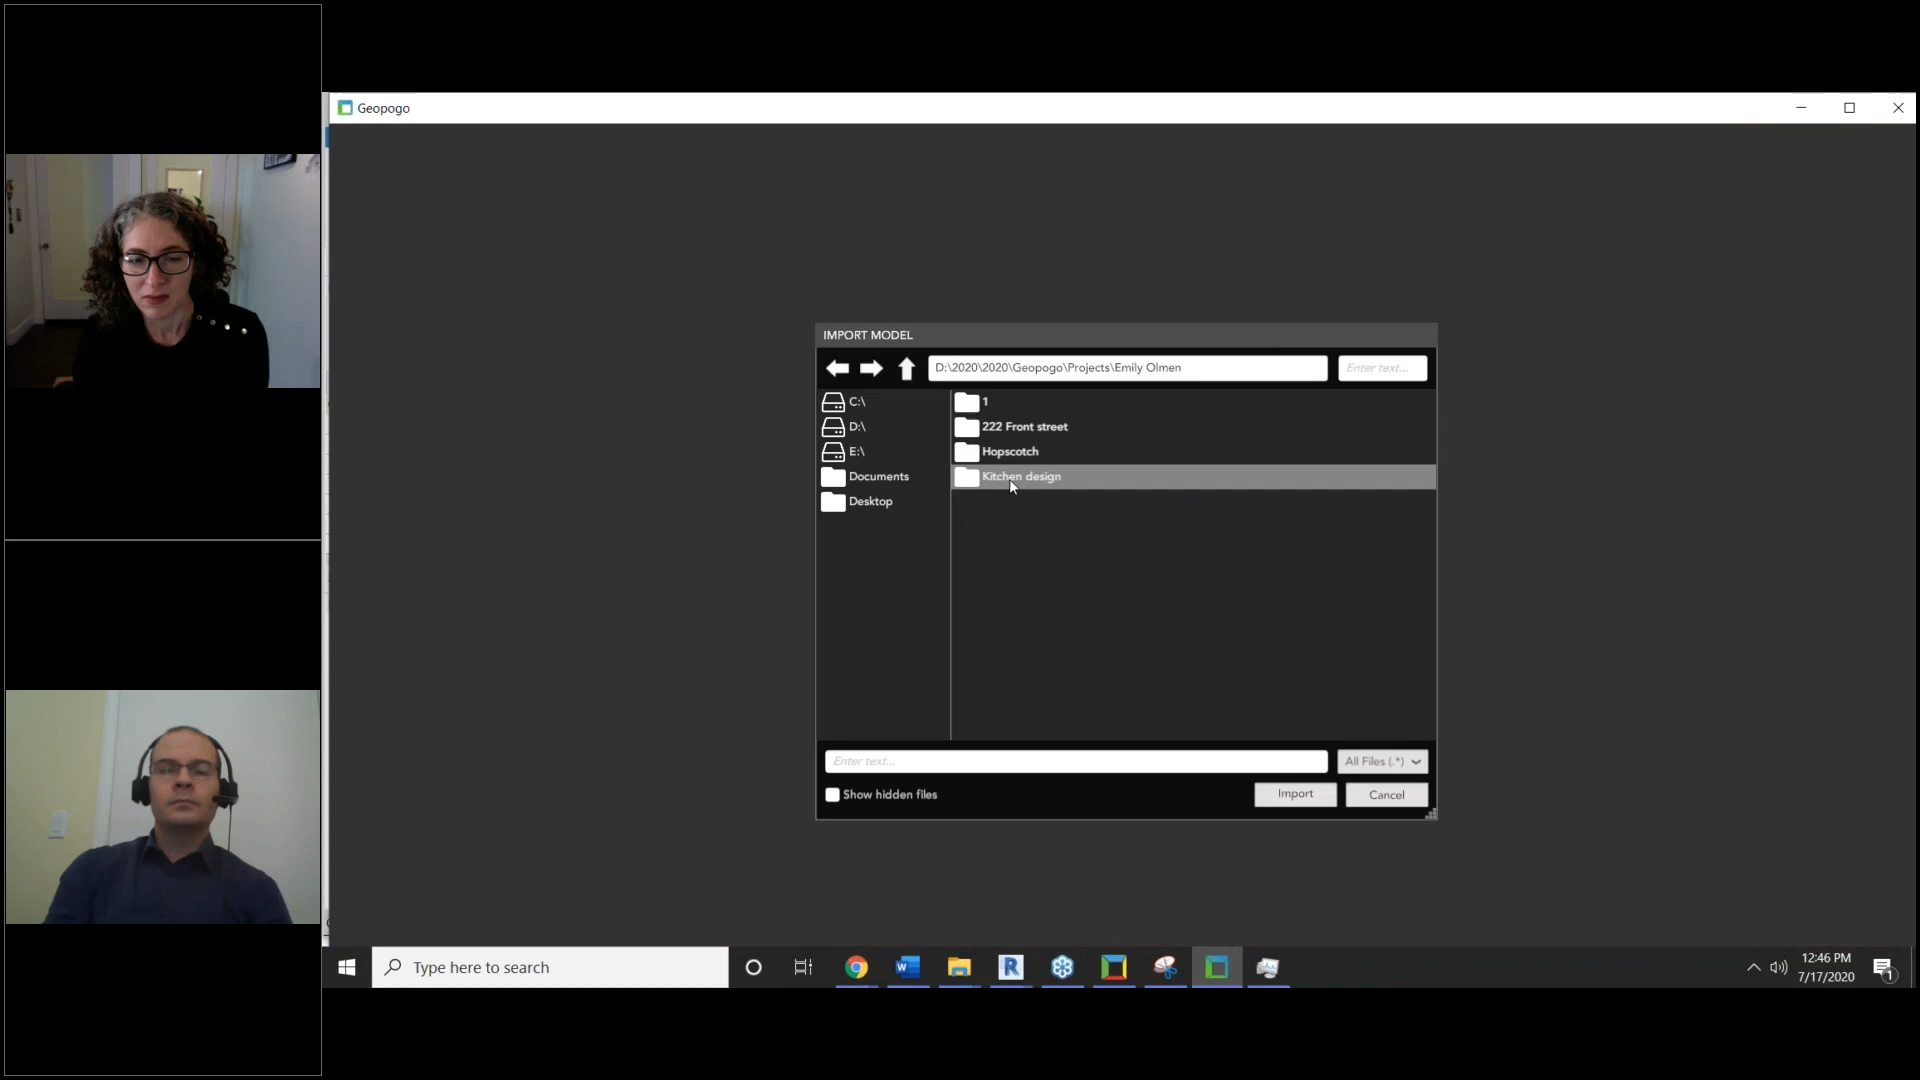 Geopogo
IMPORT MODEL
D:\2020\2020\Geopogo\Projects\Emily Olmen
Enter text...
C:\
D:\
E:\
Documents
Desktop
1
222 Front street
Hopscotch
Kitchen design
Enter text...
All Files (.*)
Show hidden files
Import
Cancel
Type here to search
W
R
12:46 PM
7/17/2020
1